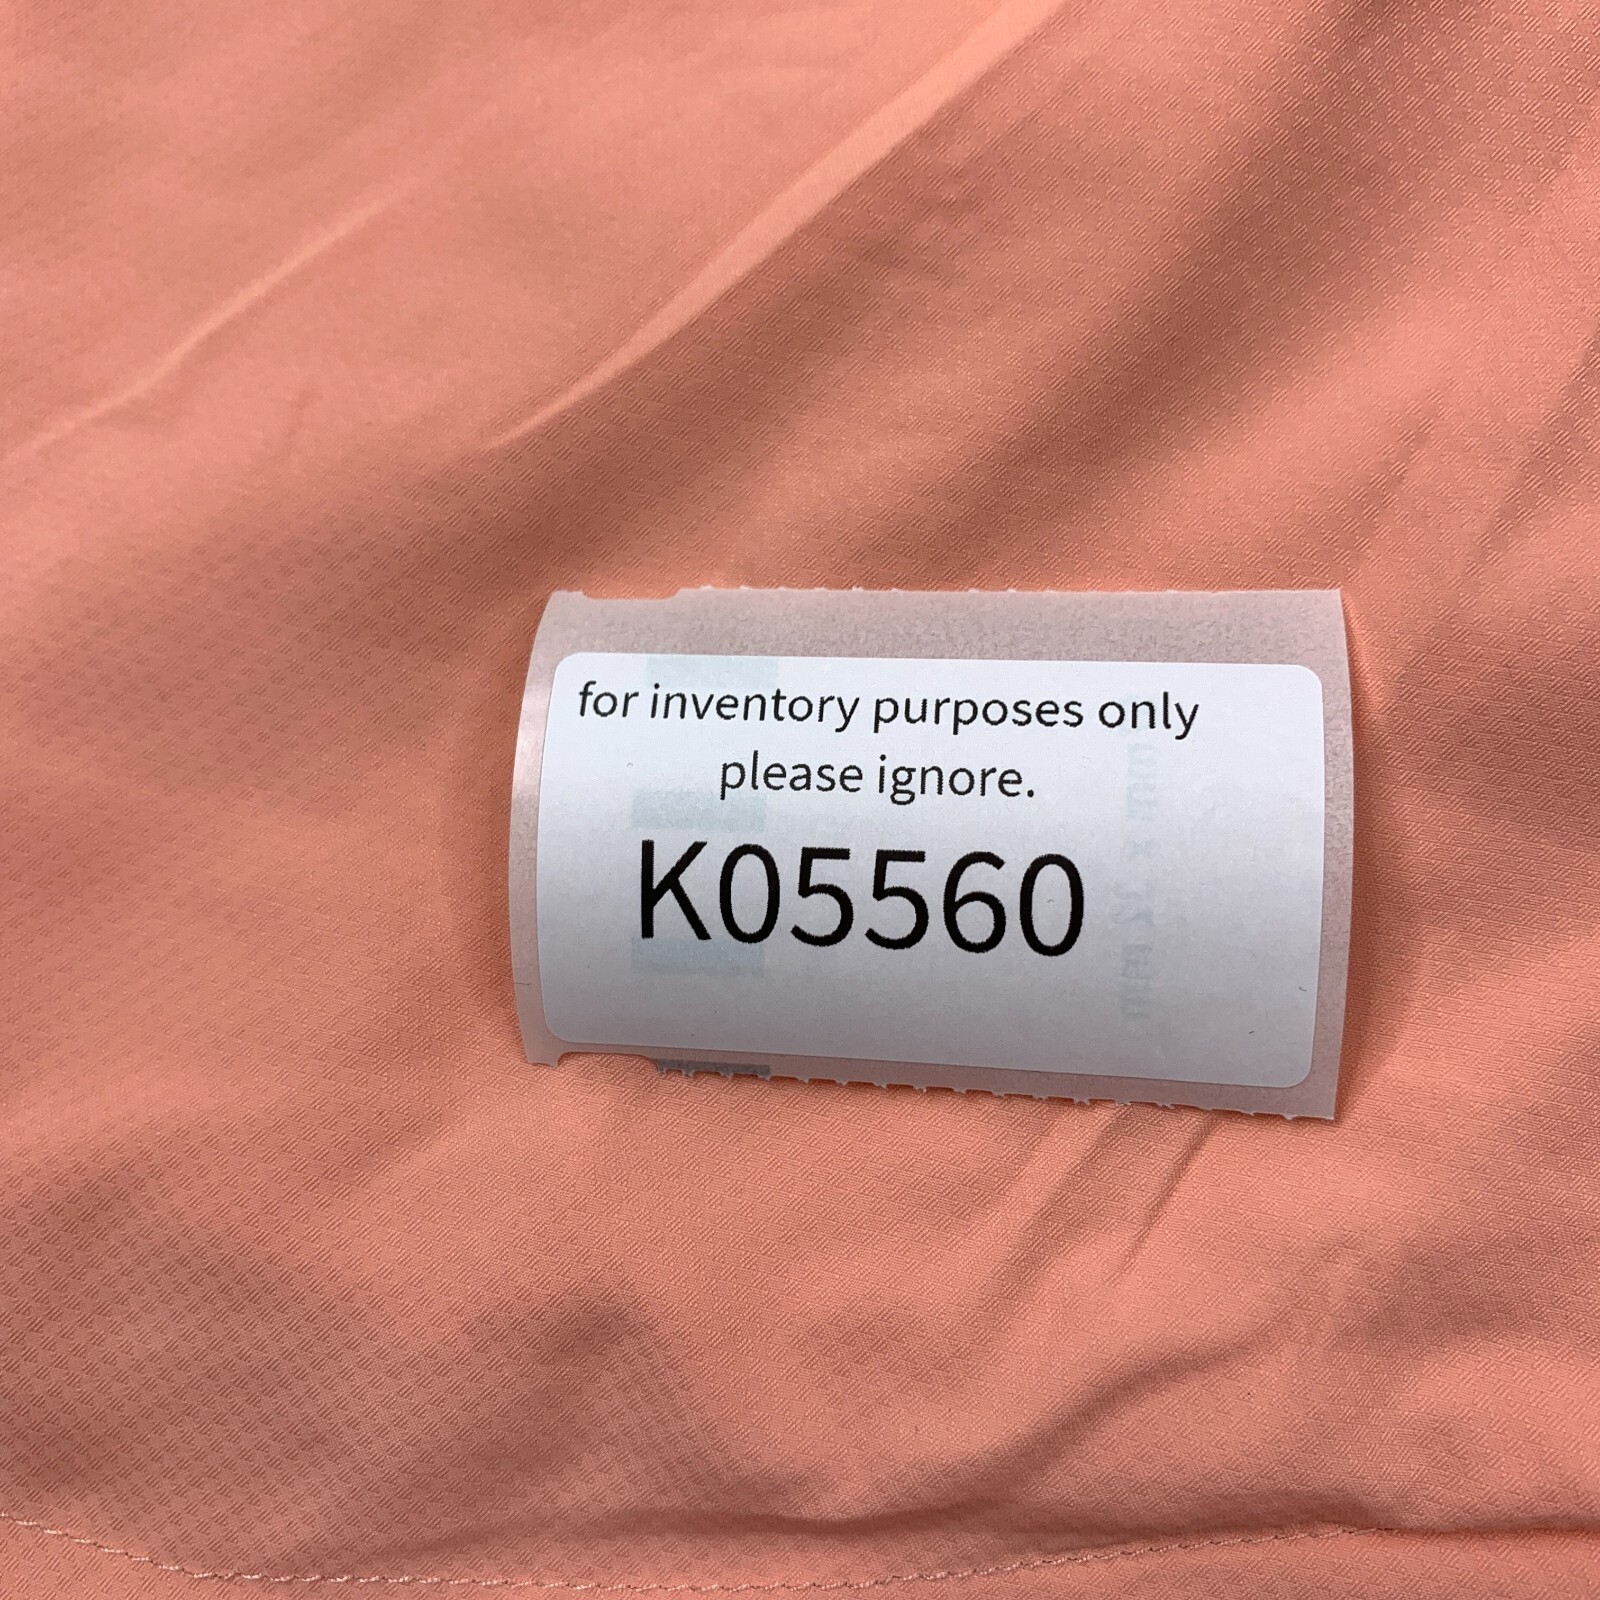 for inventory purposes only
please ignore.
K05560